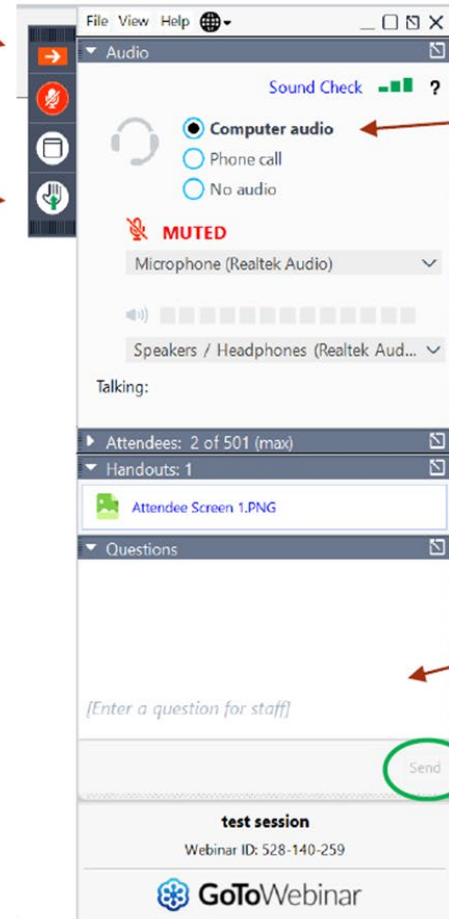 File View Help
Audio
Sound Check ?
Computer audio
Phone call
No audio
MUTED
Microphone (Realtek Audio)
Speakers / Headphones (Realtek Aud...
Talking:
Attendees: 2 of 501 (max)
Handouts: 1
Attendee Screen 1.PNG
Questions
[Enter a question for staff]
Send
test session
Webinar ID: 528-140-259
GoToWebinar